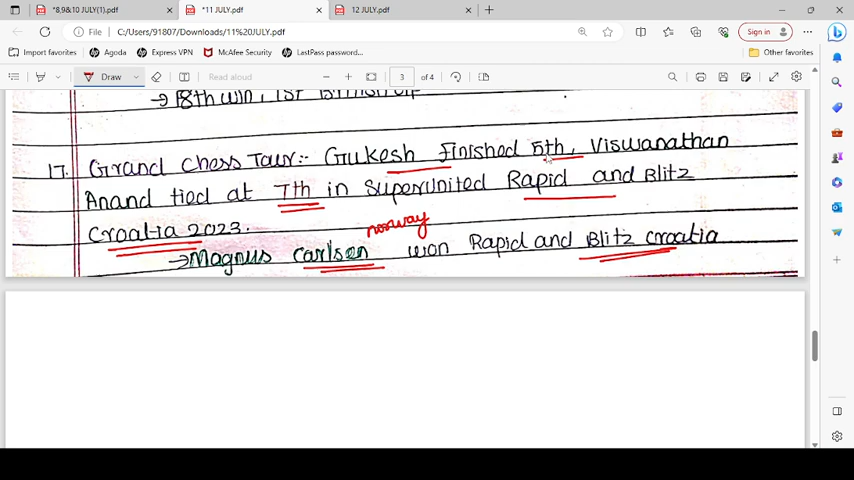 *8,9&10 JULY(1).pdf
*11 JULY.pdf
12 JULY.pdf
File
C:/Users/91807/Downloads/11%20JULY.pdf
Sign in
Import favorites
Agoda
Express VPN
McAfee Security
LastPass password...
Other favorites
Draw
Read aloud
3
of 4
→ 78th win, 1st
17. Grand Chess Tour:- Gukesh finished 5th, Viswanathan
Anand tied at 7th in Superunited Rapid and Blitz
Croatia 2023.
norway
→ Magnus Carlsen won Rapid and Blitz croatia